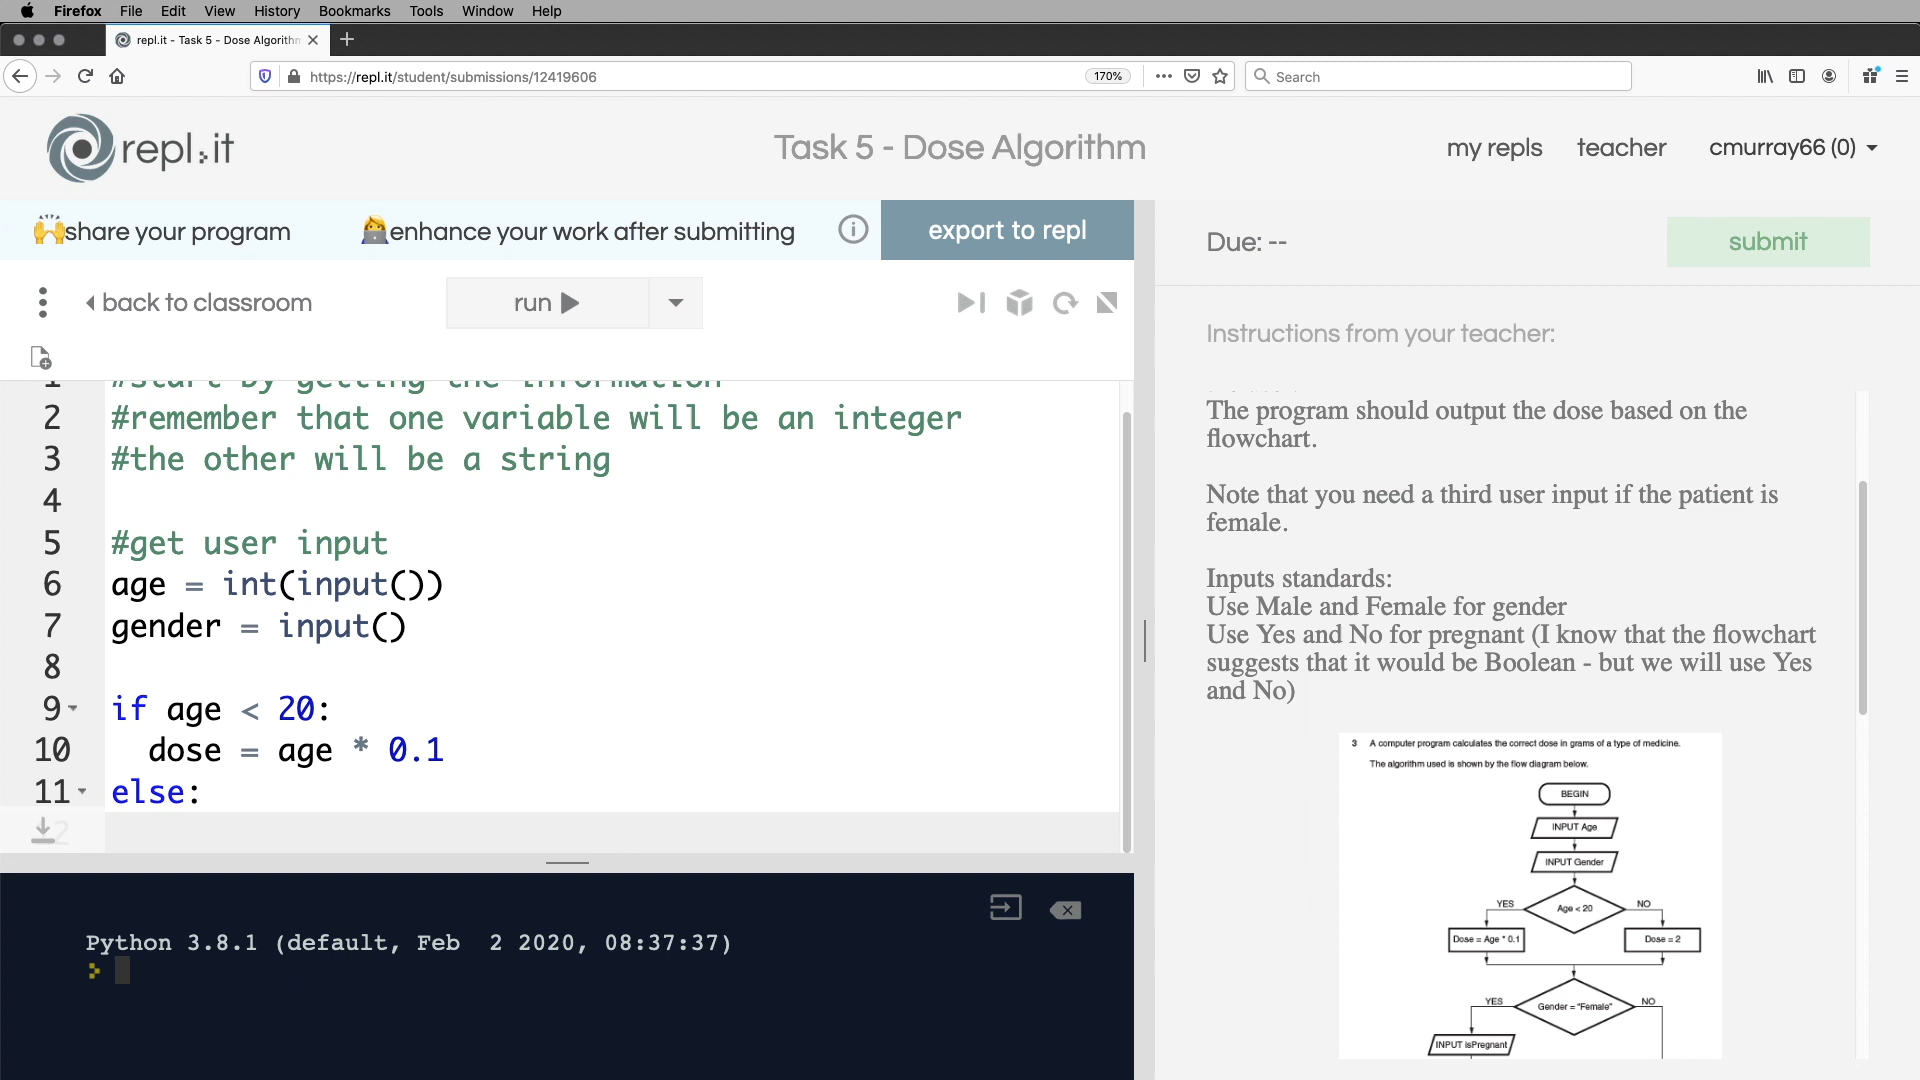 Firefox File Edit View History Bookmarks Tools Window Help
repl.it - Task 5 - Dose Algorithm
https://repl.it/student/submissions/12419606 170% Search
repl.it Task 5 - Dose Algorithm my repls teacher cmurray66 (0)
share your program enhance your work after submitting export to repl
Due: -- submit
back to classroom run
Instructions from your teacher:
1 #start by getting the information
2 #remember that one variable will be an integer
3 #the other will be a string
4
5 #get user input
6 age = int(input())
7 gender = input()
8
9 if age < 20:
10 dose = age * 0.1
11 else:
12
Python 3.8.1 (default, Feb  2 2020, 08:37:37)
The program should output the dose based on the
flowchart.
Note that you need a third user input if the patient is
female.
Inputs standards:
Use Male and Female for gender
Use Yes and No for pregnant (I know that the flowchart
suggests that it would be Boolean - but we will use Yes
and No)
3 A computer program calculates the correct dose in grams of a type of medicine.
The algorithm used is shown by the flow diagram below.
BEGIN
INPUT Age
INPUT Gender
YES Age < 20 NO
Dose = Age * 0.1 Dose = 2
YES Gender = "Female" NO
INPUT isPregnant